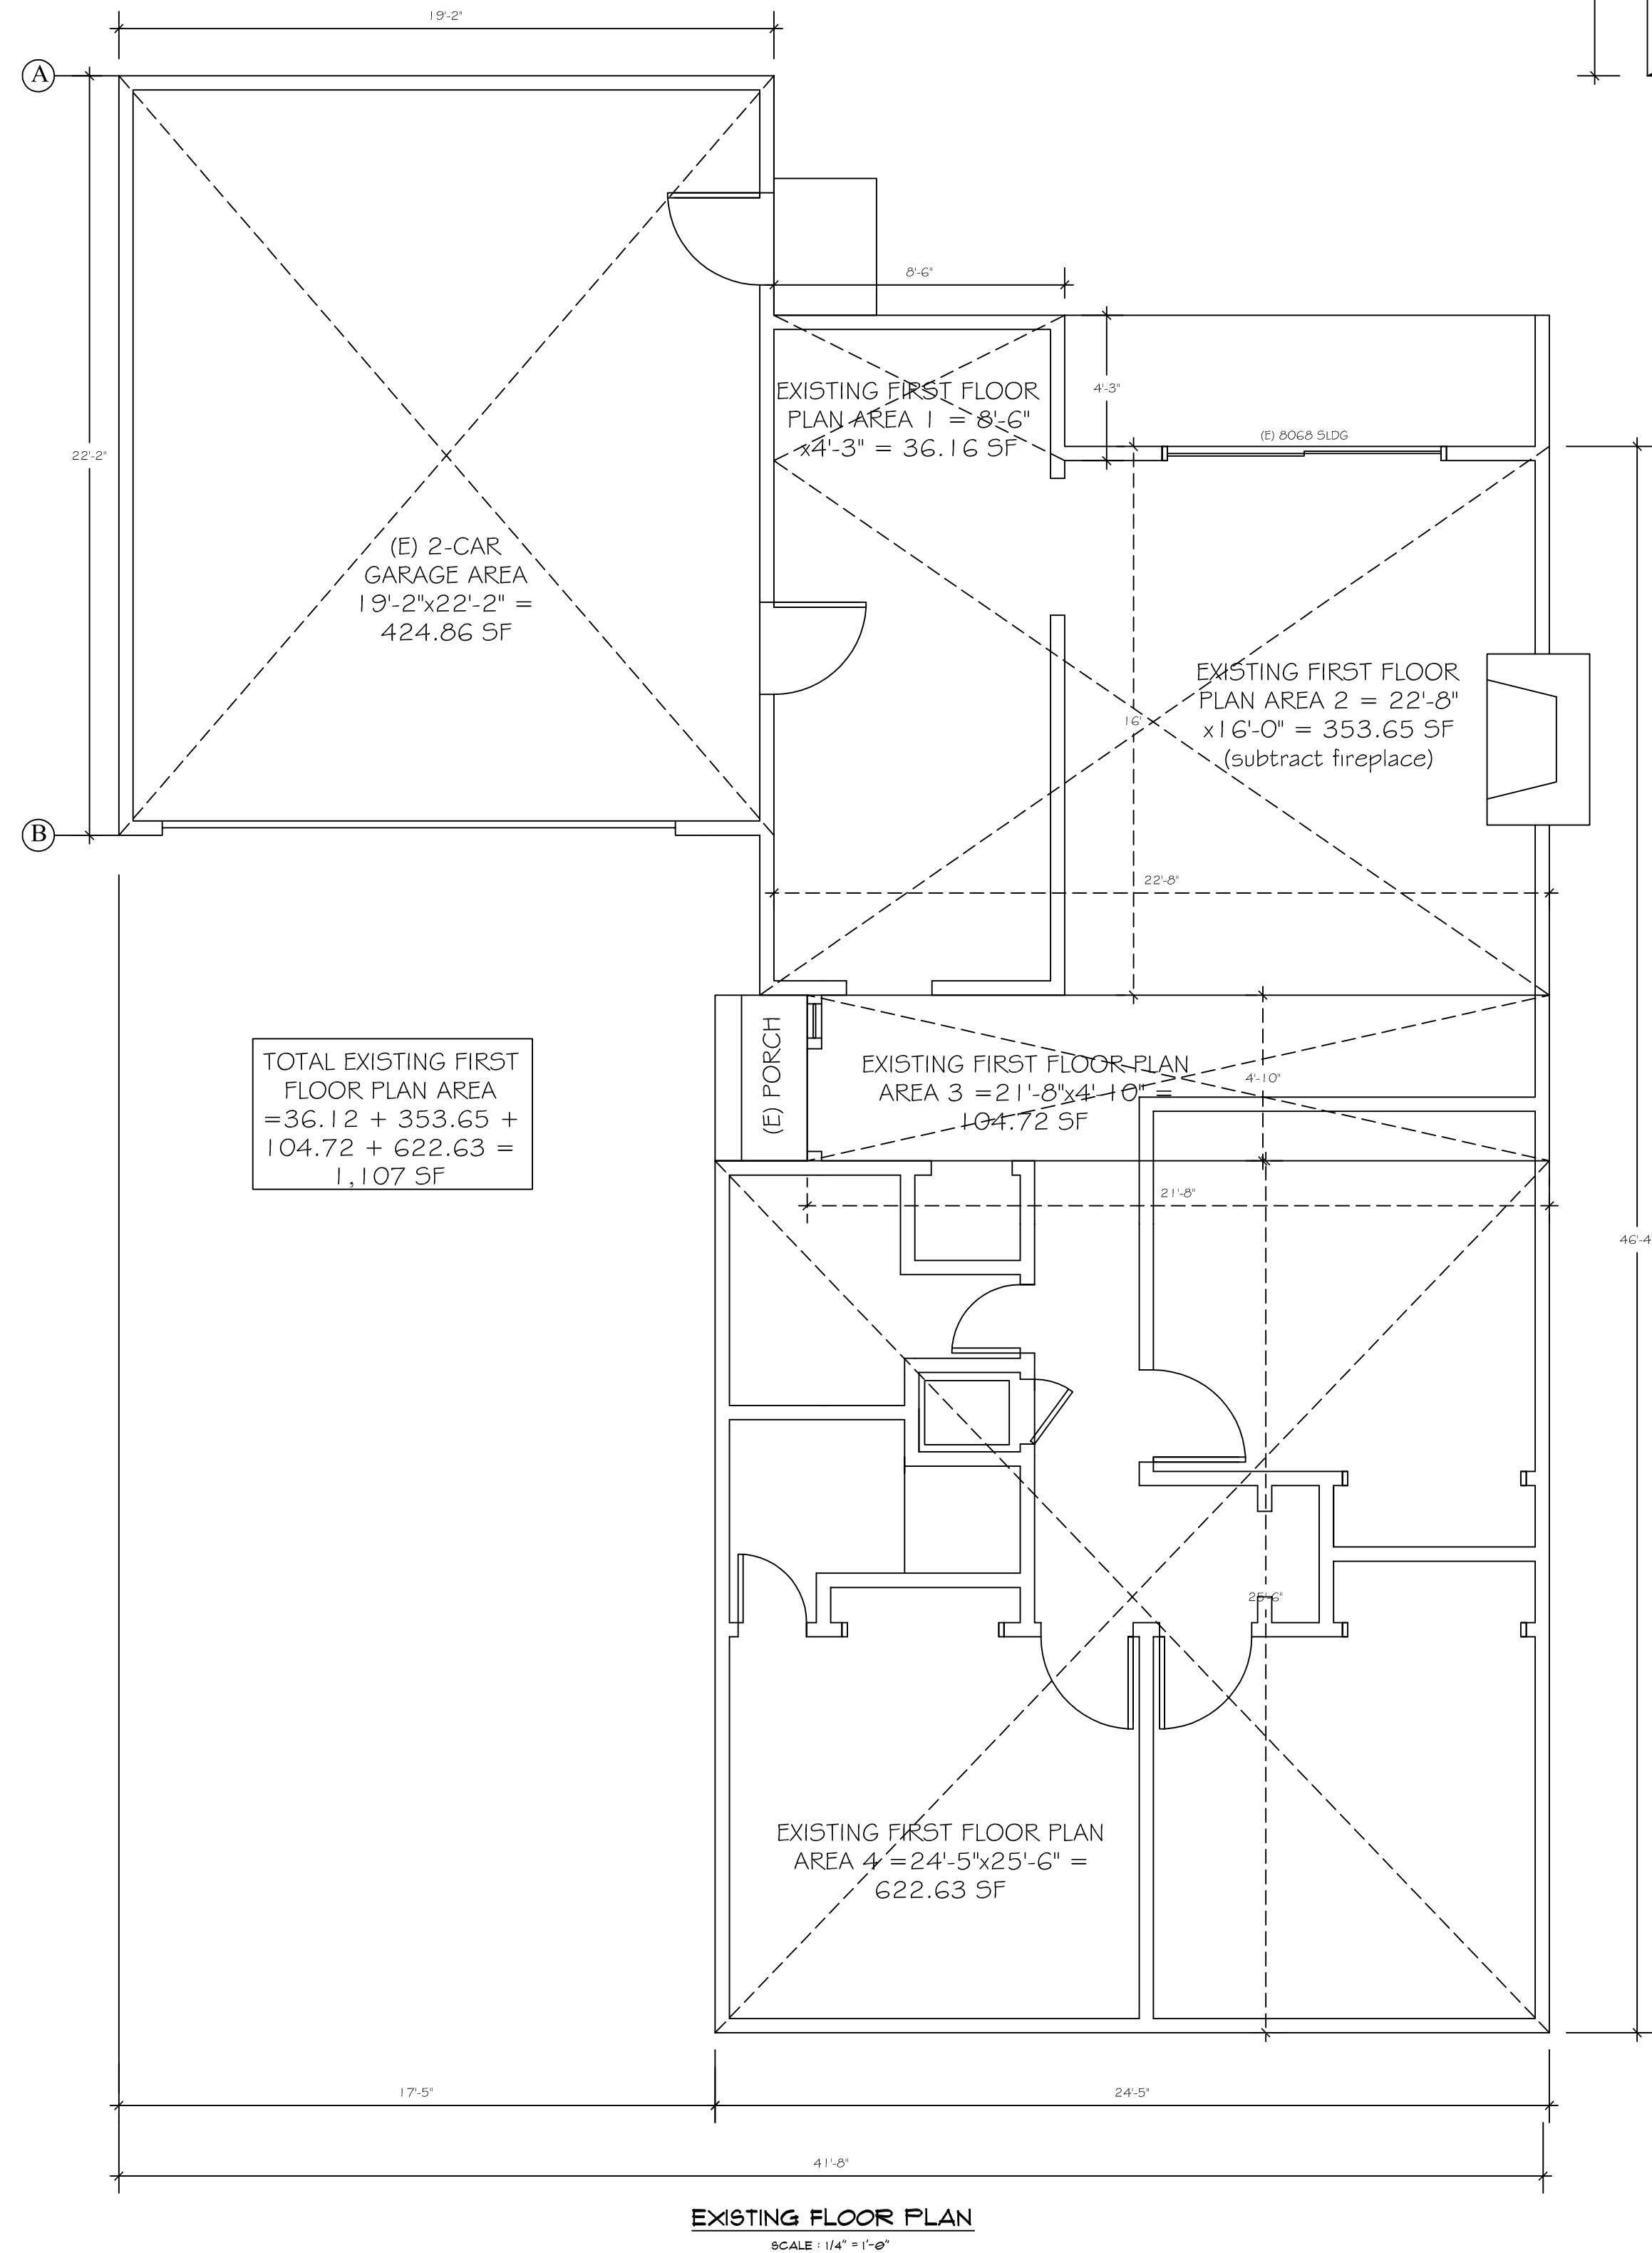 19'-2"
A
8'-6"
4'-3"
EXISTING FIRST FLOOR
PLAN AREA 1 = 8'-6"
x4'-3" = 36.16 SF
(E) 8068 SLDG
22'-2"
(E) 2-CAR
GARAGE AREA
19'-2"x22'-2" =
424.86 SF
EXISTING FIRST FLOOR
PLAN AREA 2 = 22'-8"
x16'-0" = 353.65 SF
(subtract fireplace)
16'
B
22'-8"
(E) PORCH
TOTAL EXISTING FIRST
FLOOR PLAN AREA
=36.12 + 353.65 +
104.72 + 622.63 =
1,107 SF
EXISTING FIRST FLOOR PLAN
AREA 3 =21'-8"x4'-10" =
104.72 SF
4'-10"
21'-8"
46'-4
25'-6"
EXISTING FIRST FLOOR PLAN
AREA 4 =24'-5"x25'-6" =
622.63 SF
17'-5"
24'-5"
41'-8"
EXISTING FLOOR PLAN
SCALE : 1/4" = 1'-0"